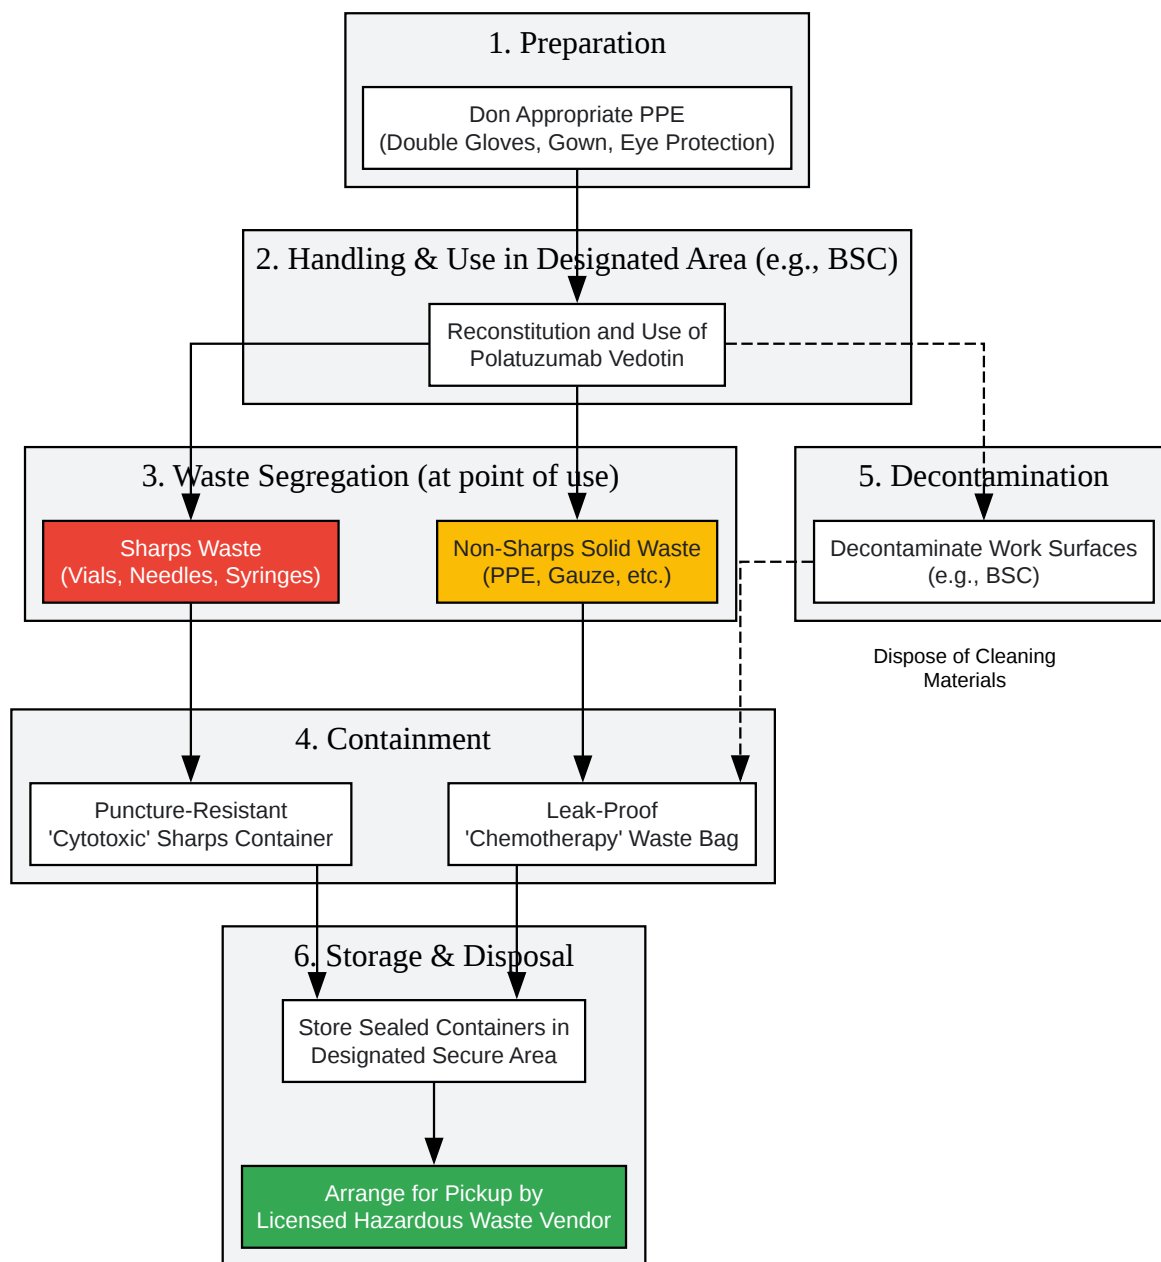 1. Preparation
Don Appropriate PPE
(Double Gloves, Gown, Eye Protection)
2. Handling & Use in Designated Area (e.g., BSC)
Reconstitution and Use of
Polatuzumab Vedotin
3. Waste Segregation (at point of use)
Sharps Waste
(Vials, Needles, Syringes)
Non-Sharps Solid Waste
(PPE, Gauze, etc.)
5. Decontamination
Decontaminate Work Surfaces
(e.g., BSC)
Dispose of Cleaning
Materials
4. Containment
Puncture-Resistant
'Cytotoxic' Sharps Container
Leak-Proof
'Chemotherapy' Waste Bag
6. Storage & Disposal
Store Sealed Containers in
Designated Secure Area
Arrange for Pickup by
Licensed Hazardous Waste Vendor